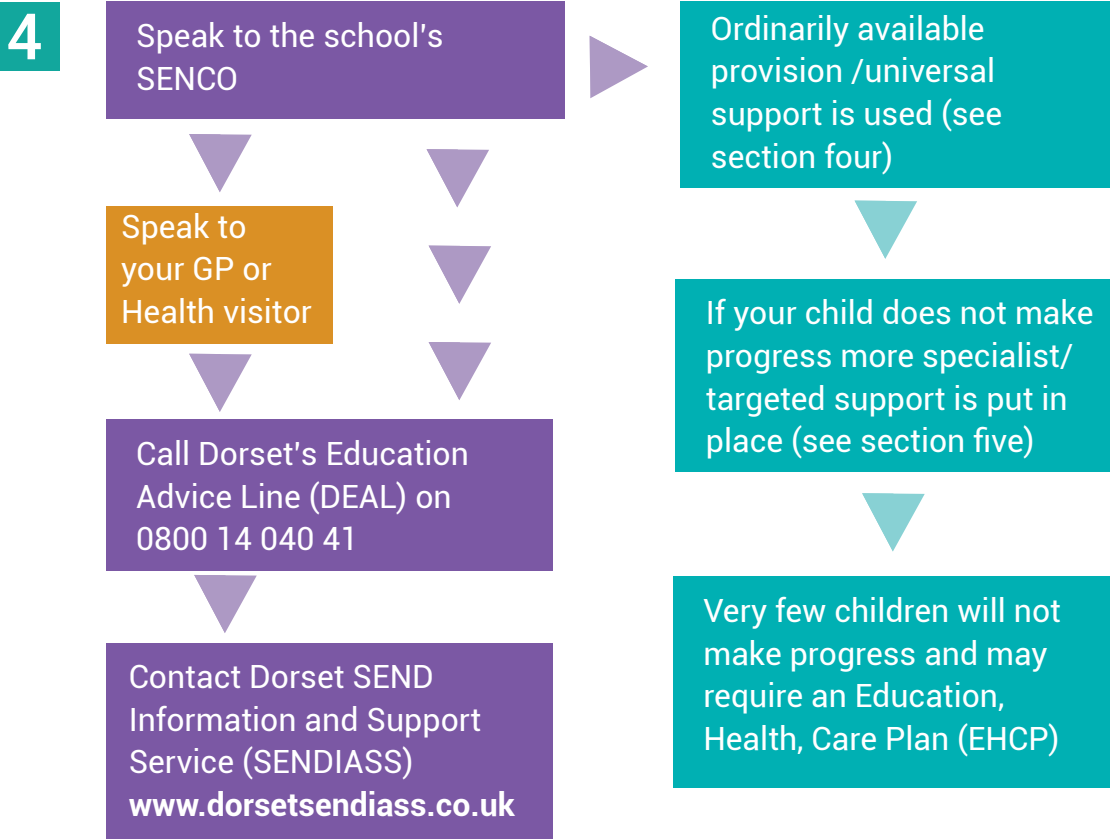 4
Speak to the school's
SENCO
Speak to
your GP or
Health visitor
Call Dorset's Education
Advice Line (DEAL) on
0800 14 040 41
Contact Dorset SEND
Information and Support
Service (SENDIASS)
www.dorsetsendiass.co.uk
Ordinarily available
provision /universal
support is used (see
section four)
If your child does not make
progress more specialist/
targeted support is put in
place (see section five)
Very few children will not
make progress and may
require an Education,
Health, Care Plan (EHCP)